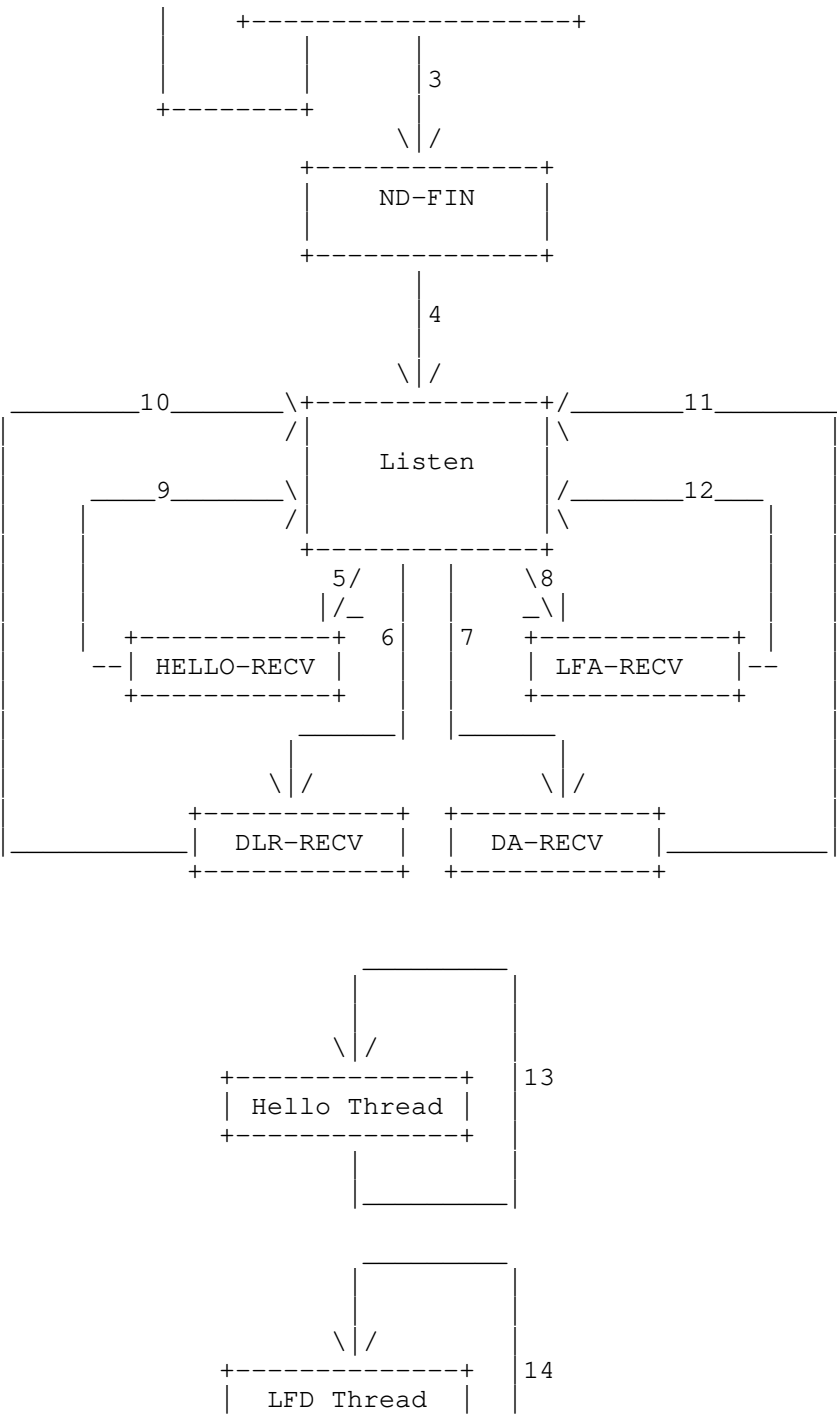 3
ND-FIN
4
10 11
Listen
9 12
5 8
6 7
HELLO-RECV LFA-RECV
DLR-RECV DA-RECV
13
Hello Thread
14
LFD Thread